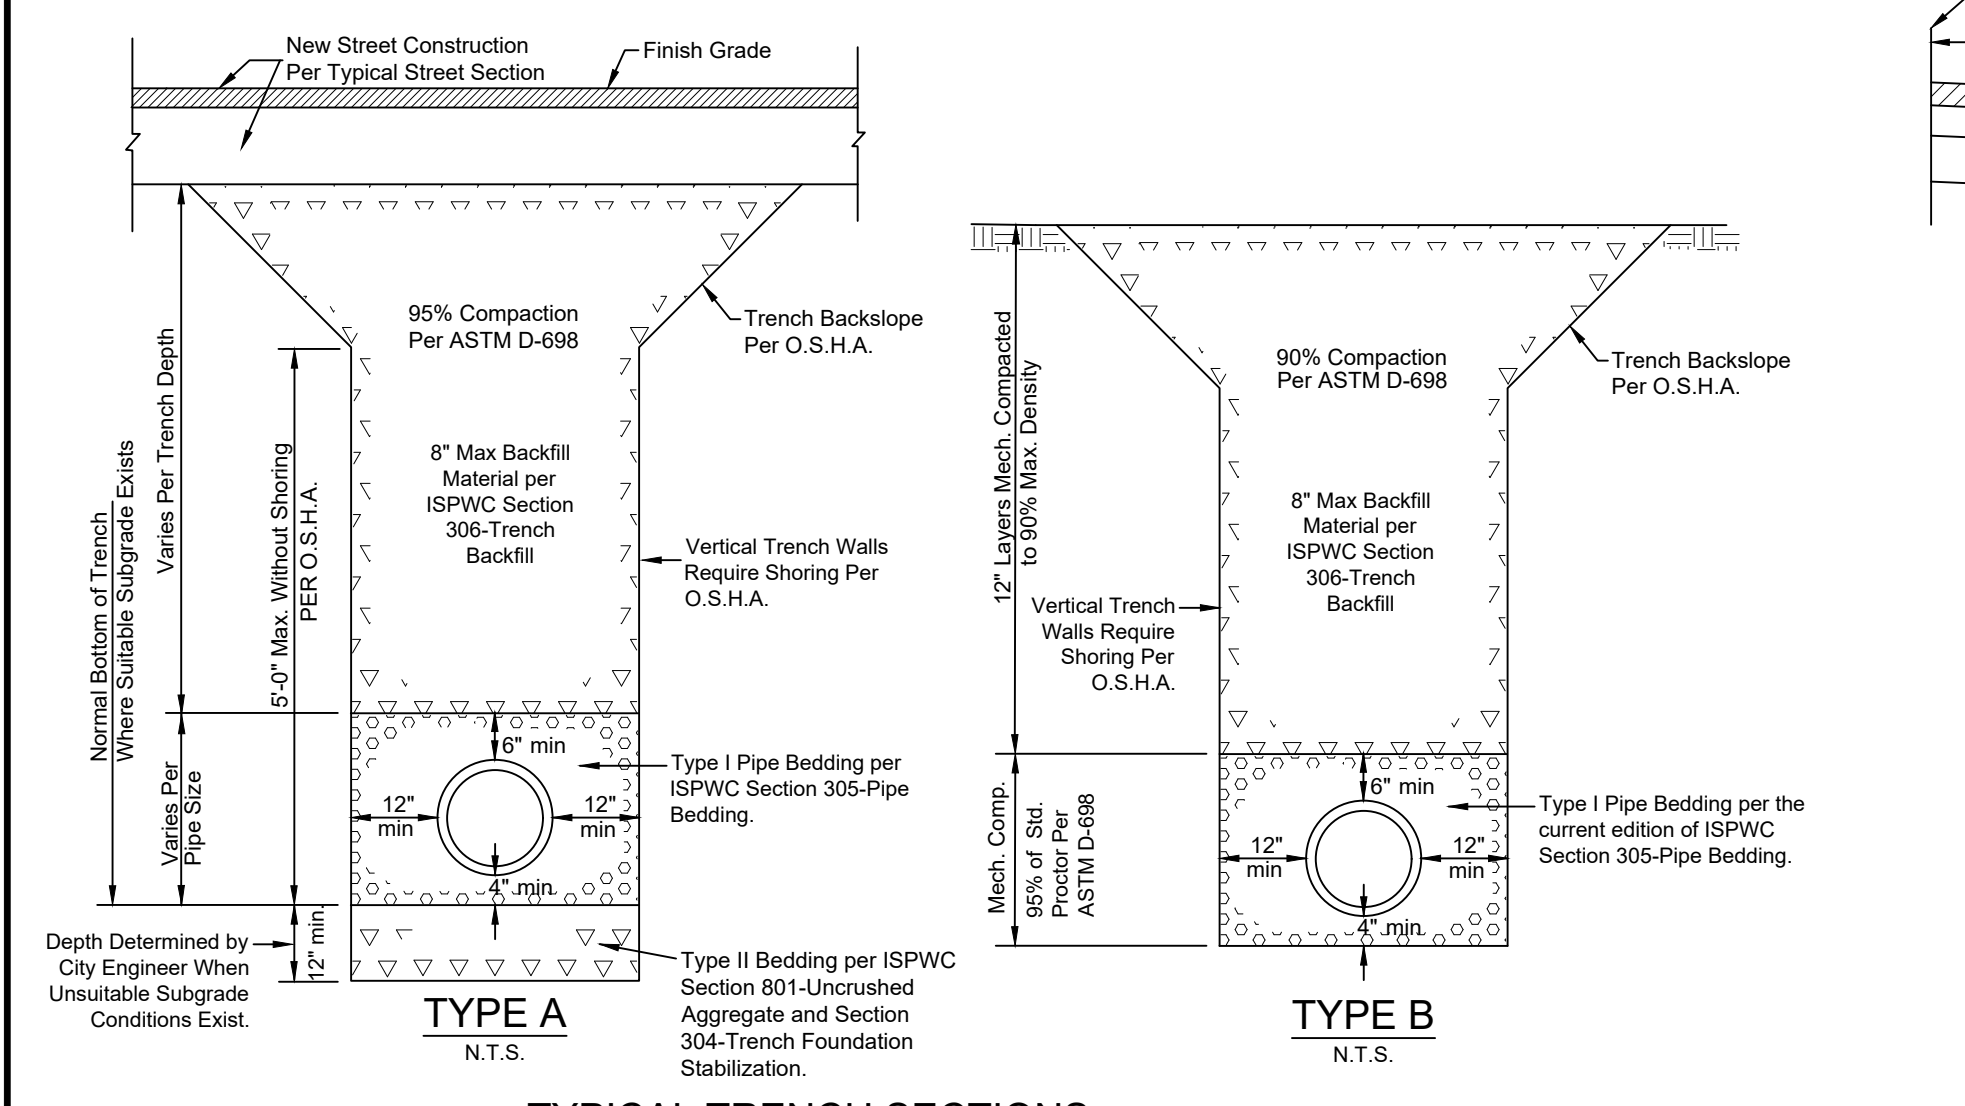 New Street Construction
Per Typical Street Section
Finish Grade
95% Compaction
Per ASTM D-698
Trench Backslope
Per O.S.H.A.
8" Max Backfill
Material per
ISPWC Section
306-Trench
Backfill
Vertical Trench Walls
Require Shoring Per
O.S.H.A.
Normal Bottom of Trench
Where Suitable Subgrade Exists
Varies Per Trench Depth
5'-0" Max. Without Shoring
PER O.S.H.A.
Varies Per
Pipe Size
6" min
12"
min
12"
min
4" min
Type I Pipe Bedding per
ISPWC Section 305-Pipe
Bedding.
12" min.
Depth Determined by
City Engineer When
Unsuitable Subgrade
Conditions Exist.
Type II Bedding per ISPWC
Section 801-Uncrushed
Aggregate and Section
304-Trench Foundation
Stabilization.
TYPE A
N.T.S.
12" Layers Mech. Compacted
to 90% Max. Density
90% Compaction
Per ASTM D-698
Trench Backslope
Per O.S.H.A.
8" Max Backfill
Material per
ISPWC Section
306-Trench
Backfill
Vertical Trench
Walls Require
Shoring Per
O.S.H.A.
Mech. Comp.
95% of Std.
Proctor Per
ASTM D-698
6" min
12"
min
12"
min
4" min
Type I Pipe Bedding per the
current edition of ISPWC
Section 305-Pipe Bedding.
TYPE B
N.T.S.
TYPICAL TRENCH SECTIONS